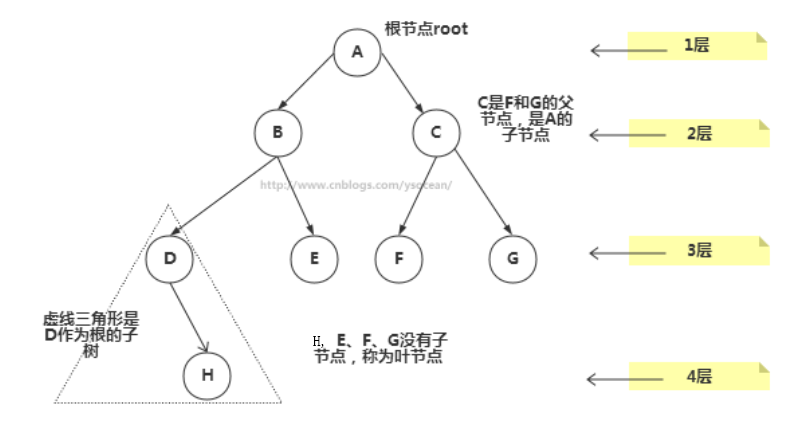 根节点root
A
1层
C是F和G的父
节点，是A的
子节点
B
C
2层
http://www.cnblogs.com/ysocean/
D
E
F
G
3层
虚线三角形是
D作为根的子
树
H, E、F、G没有子
节点，称为叶节点
H
4层